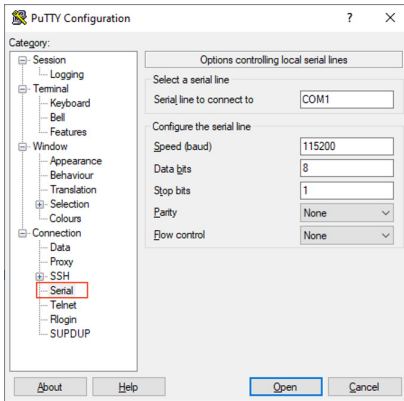 PuTTY Configuration
? X
Category:
Session
Logging
Terminal
Keyboard
Bell
Features
Window
Appearance
Behaviour
Translation
Selection
Colours
Connection
Data
Proxy
SSH
Serial
Telnet
Rlogin
SUPDUP
Options controlling local serial lines
Select a serial line
Serial line to connect to COM1
Configure the serial line
Speed (baud) 115200
Data bits 8
Stop bits 1
Parity None
Flow control None
About Help Open Cancel